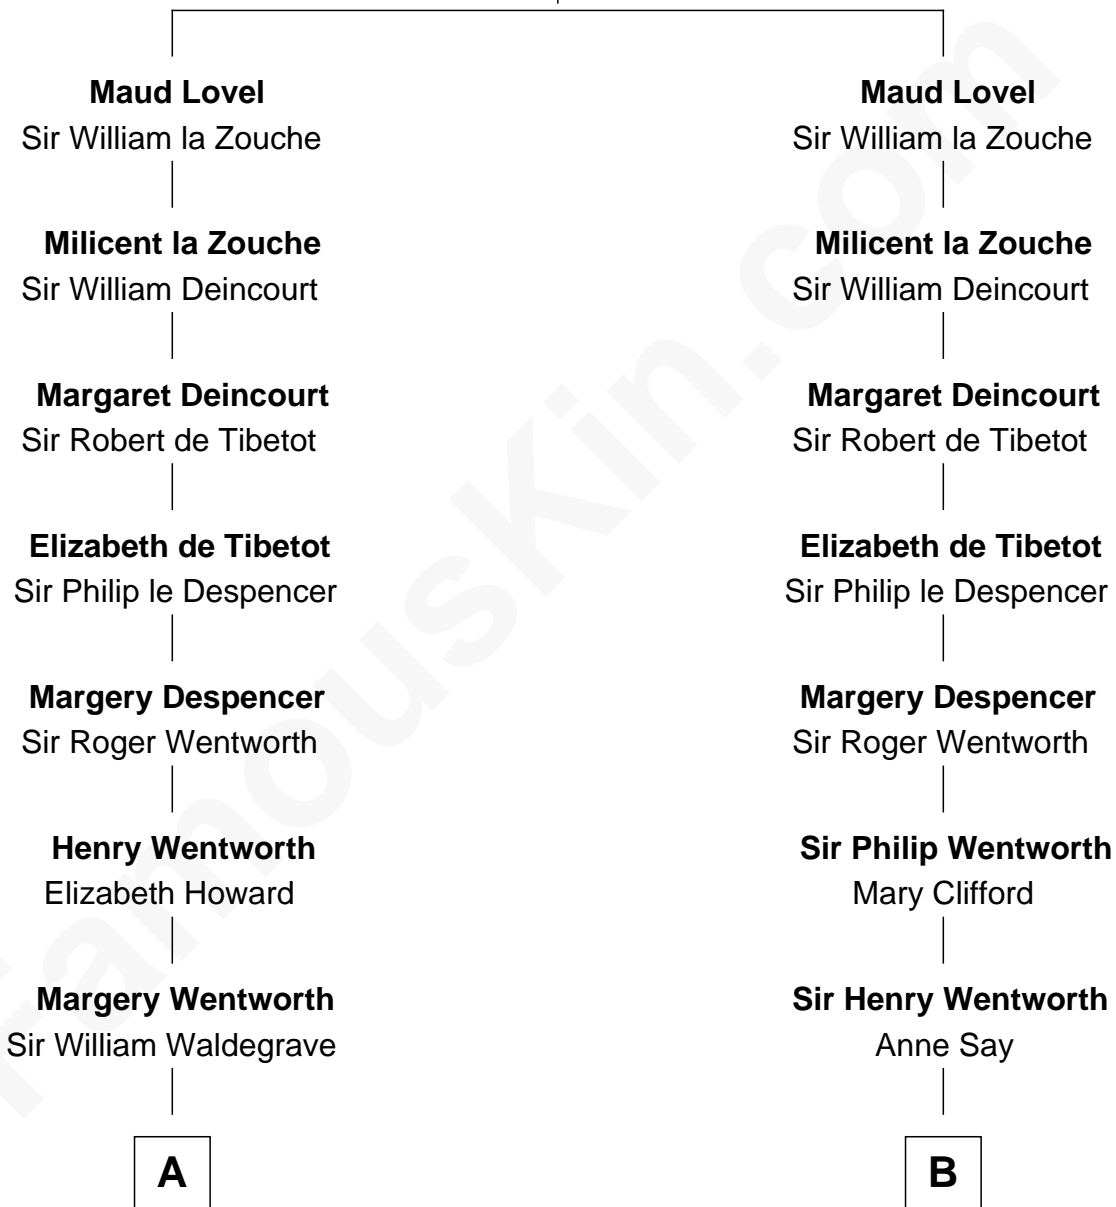 Maud Lovel
Sir William la Zouche
Milicent la Zouche
Sir William Deincourt
Margaret Deincourt
Sir Robert de Tibetot
Elizabeth de Tibetot
Sir Philip le Despencer
Margery Despencer
Sir Roger Wentworth
Henry Wentworth
Elizabeth Howard
Margery Wentworth
Sir William Waldegrave
A
Maud Lovel
Sir William la Zouche
Milicent la Zouche
Sir William Deincourt
Margaret Deincourt
Sir Robert de Tibetot
Elizabeth de Tibetot
Sir Philip le Despencer
Margery Despencer
Sir Roger Wentworth
Sir Philip Wentworth
Mary Clifford
Sir Henry Wentworth
Anne Say
B
FamousKin.com